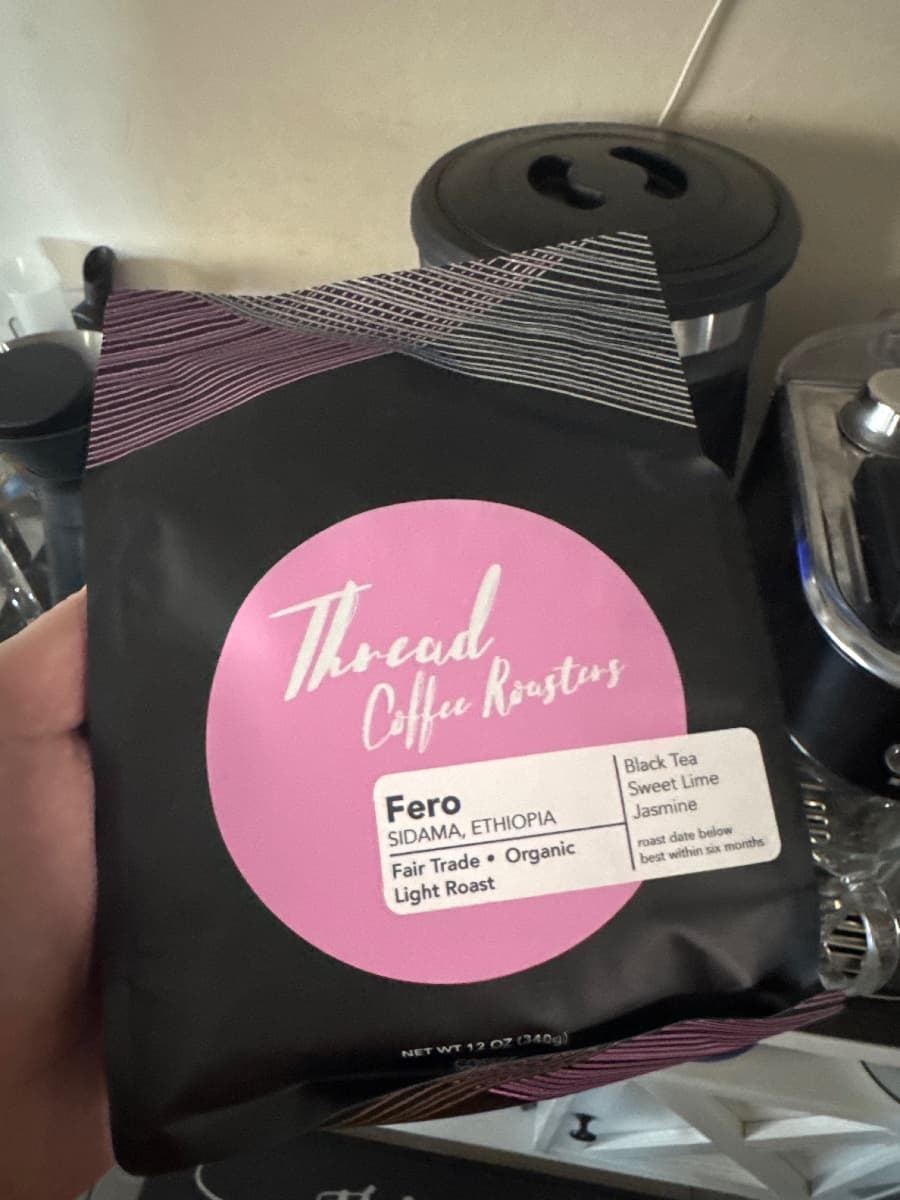 Thread
Coffee Roasters
Fero
SIDAMA, ETHIOPIA
Fair Trade • Organic
Light Roast
Black Tea
Sweet Lime
Jasmine
roast date below
best within six months
NET WT 12 OZ (340g)